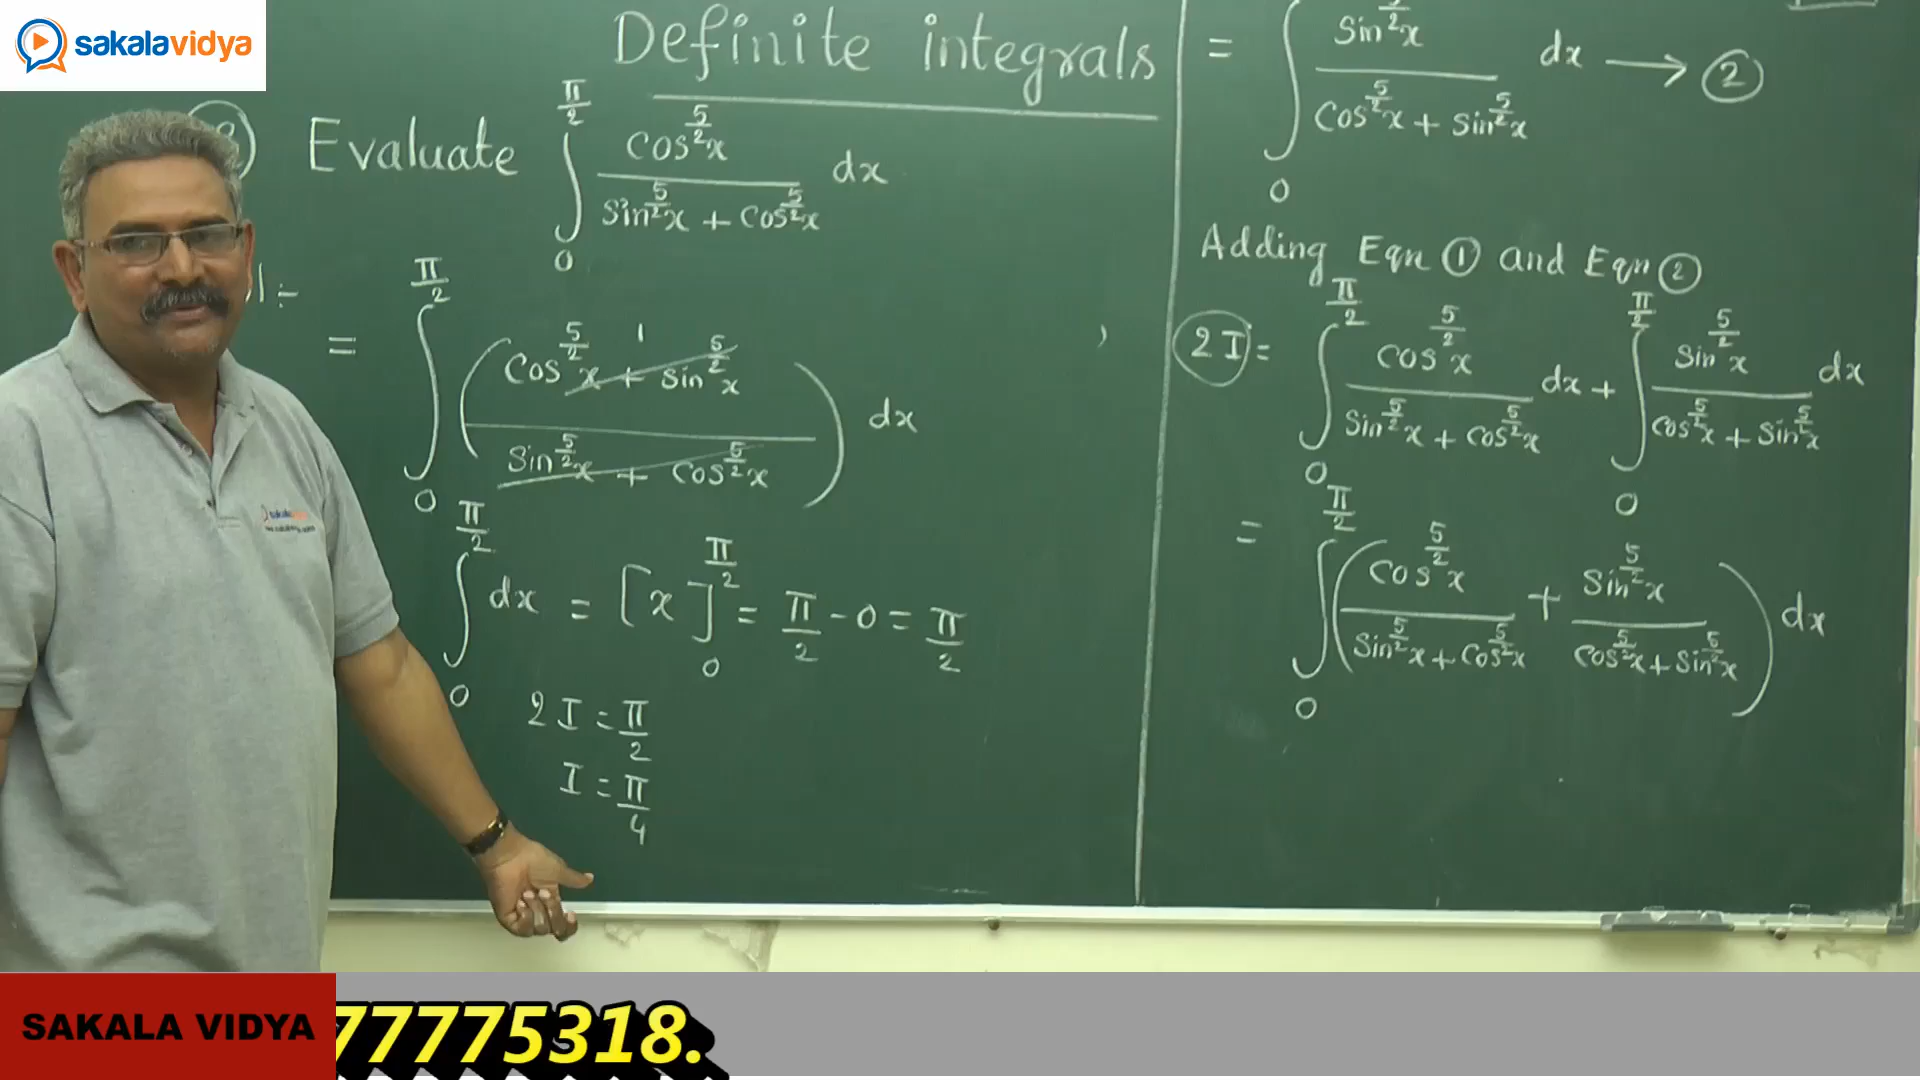 sakalavidya
Definite integrals
Evaluate ∫₀^{π/2} cos^{5/2}x / (sin^{5/2}x + cos^{5/2}x) dx
= ∫₀^{π/2} ((cos^{5/2}x + sin^{5/2}x) / (sin^{5/2}x + cos^{5/2}x)) dx
1
∫₀^{π/2} dx = [x]₀^{π/2} = π/2 - 0 = π/2
2I = π/2
I = π/4
= ∫₀ sin^{5/2}x / (cos^{5/2}x + sin^{5/2}x) dx → ②
Adding Eqn ① and Eqn ②
2I = ∫₀^{π/2} cos^{5/2}x / (sin^{5/2}x + cos^{5/2}x) dx + ∫₀^{π/2} sin^{5/2}x / (cos^{5/2}x + sin^{5/2}x) dx
= ∫₀^{π/2} (cos^{5/2}x / (sin^{5/2}x + cos^{5/2}x) + sin^{5/2}x / (cos^{5/2}x + sin^{5/2}x)) dx
SAKALA VIDYA
77775318.